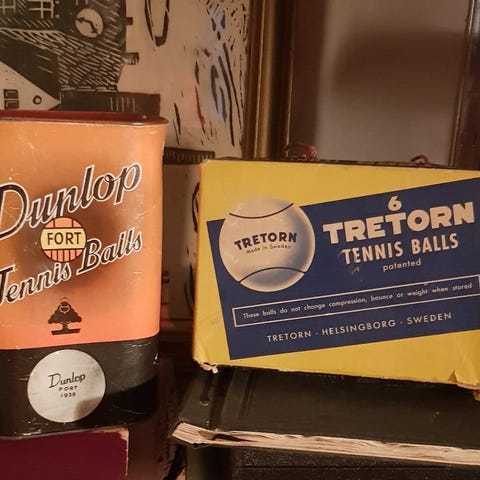 Dunlop
FORT
Tennis Balls
Dunlop
FORT
1939
6
TRETORN
TENNIS BALLS
patented
TRETORN
Made in Sweden
These balls do not change compression, bounce or weight when stored
TRETORN · HELSINGBORG · SWEDEN